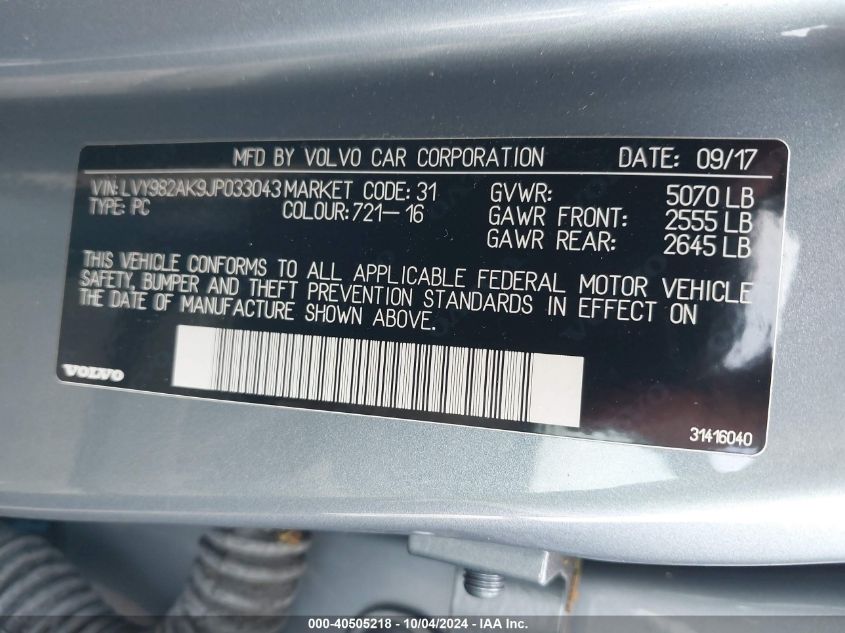 MFD BY VOLVO CAR CORPORATION DATE: 09/17
VIN: LVY982AK9JP033043 MARKET CODE: 31 GVWR: 5070 LB
TYPE: PC COLOUR: 721-16 GAWR FRONT: 2555 LB
GAWR REAR: 2645 LB
THIS VEHICLE CONFORMS TO ALL APPLICABLE FEDERAL MOTOR VEHICLE
SAFETY, BUMPER AND THEFT PREVENTION STANDARDS IN EFFECT ON
THE DATE OF MANUFACTURE SHOWN ABOVE.
VOLVO
31416040
000-40505218 - 10/04/2024 - IAA Inc.